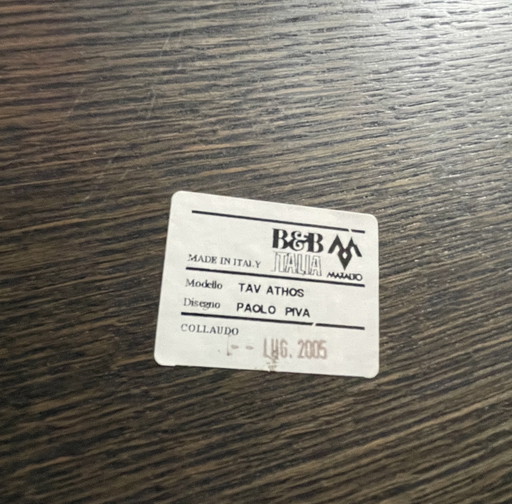 B&B
MADE IN ITALY ITALIA MAXALTO
Modello TAV ATHOS
Disegno PAOLO PIVA
COLLAUDO
LUG. 2005